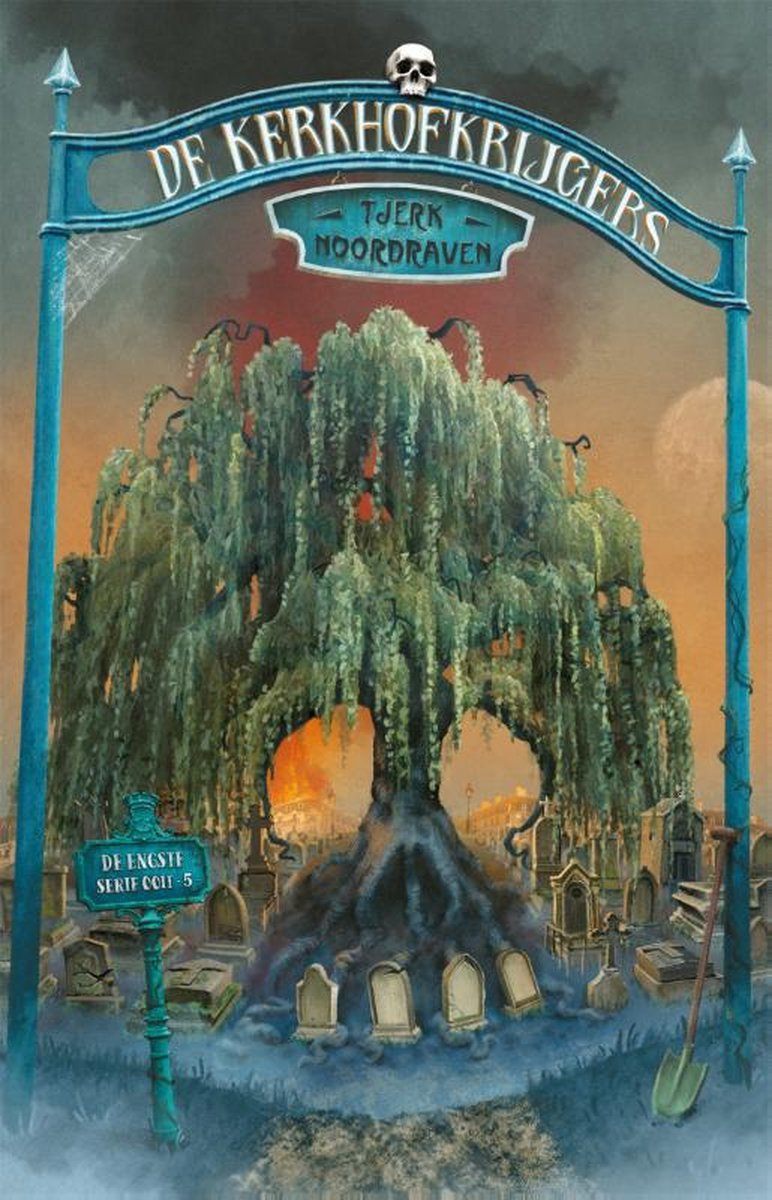 DE KERKHOFKRIJGERS
TJERK
NOORDRAVEN
DE ENGSTE
SERIE OOIT - 5